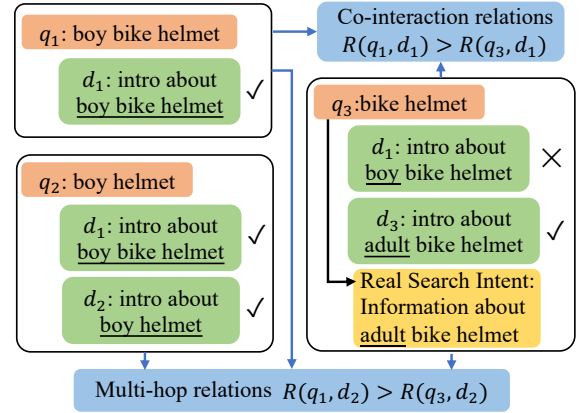 q₁: boy bike helmet
d₁: intro about
boy bike helmet ✓
q₂: boy helmet
d₁: intro about
boy bike helmet ✓
d₂: intro about
boy helmet ✓
Co-interaction relations
R(q₁, d₁) > R(q₃, d₁)
q₃:bike helmet
d₁: intro about
boy bike helmet ×
d₃: intro about
adult bike helmet ✓
Real Search Intent:
Information about
adult bike helmet
Multi-hop relations R(q₁, d₂) > R(q₃, d₂)